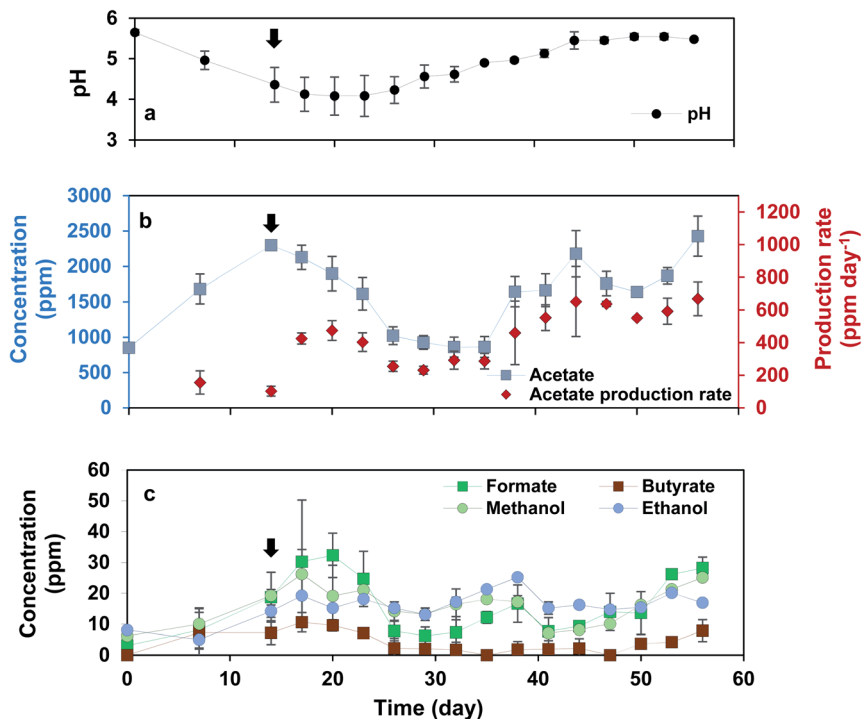 6
5
4
3
pH
a
pH
3000
2500
2000
1500
1000
500
0
Concentration
(ppm)
b
Acetate
Acetate production rate
1200
1000
800
600
400
200
0
Production rate
(ppm day-1)
60
50
40
30
20
10
0
Concentration
(ppm)
c
Formate Butyrate
Methanol Ethanol
0 10 20 30 40 50 60
Time (day)